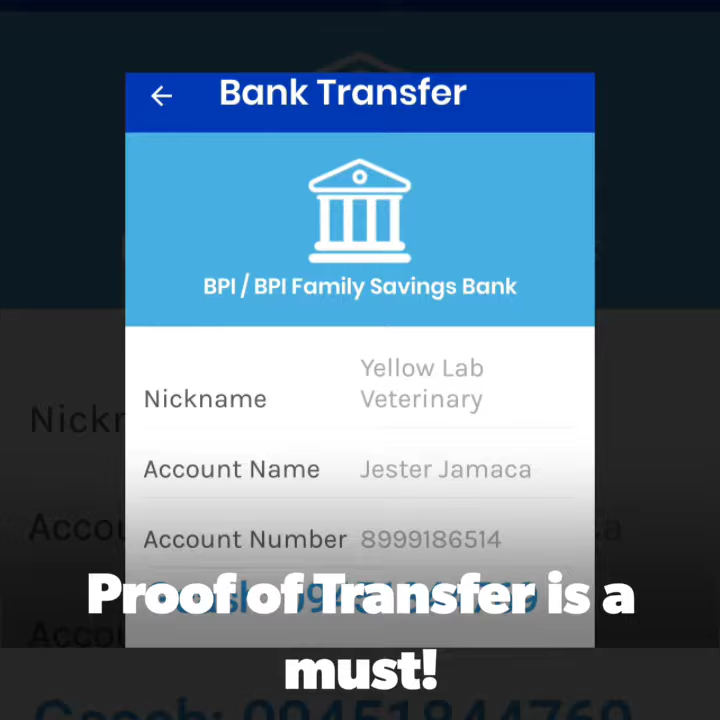 Bank Transfer
BPI / BPI Family Savings Bank
Yellow Lab
Nickname Veterinary
Account Name Jester Jamaca
Account Number 8999186514
Proof of Transfer is a
must!